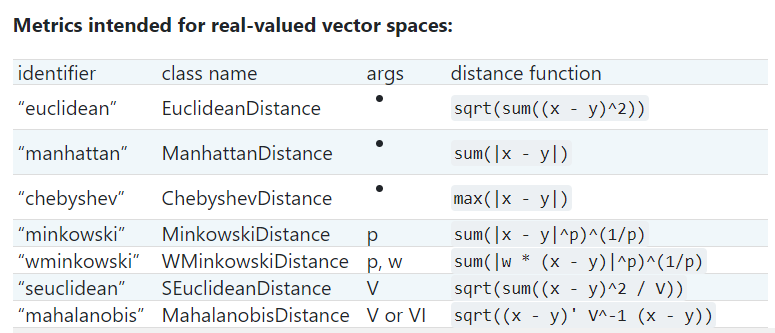 Metrics intended for real-valued vector spaces:
identifier class name args distance function
“euclidean” EuclideanDistance • sqrt(sum((x - y)^2))
“manhattan” ManhattanDistance • sum(|x - y|)
“chebyshev” ChebyshevDistance • max(|x - y|)
“minkowski” MinkowskiDistance p sum(|x - y|^p)^(1/p)
“wminkowski” WMinkowskiDistance p, w sum(|w * (x - y)|^p)^(1/p)
“seuclidean” SEuclideanDistance V sqrt(sum((x - y)^2 / V))
“mahalanobis” MahalanobisDistance V or VI sqrt((x - y)' V^-1 (x - y))